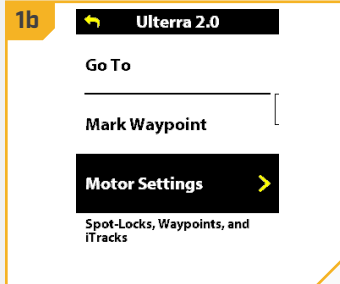 1b
Ulterra 2.0
Go To
Mark Waypoint
Motor Settings
Spot-Locks, Waypoints, and
iTracks